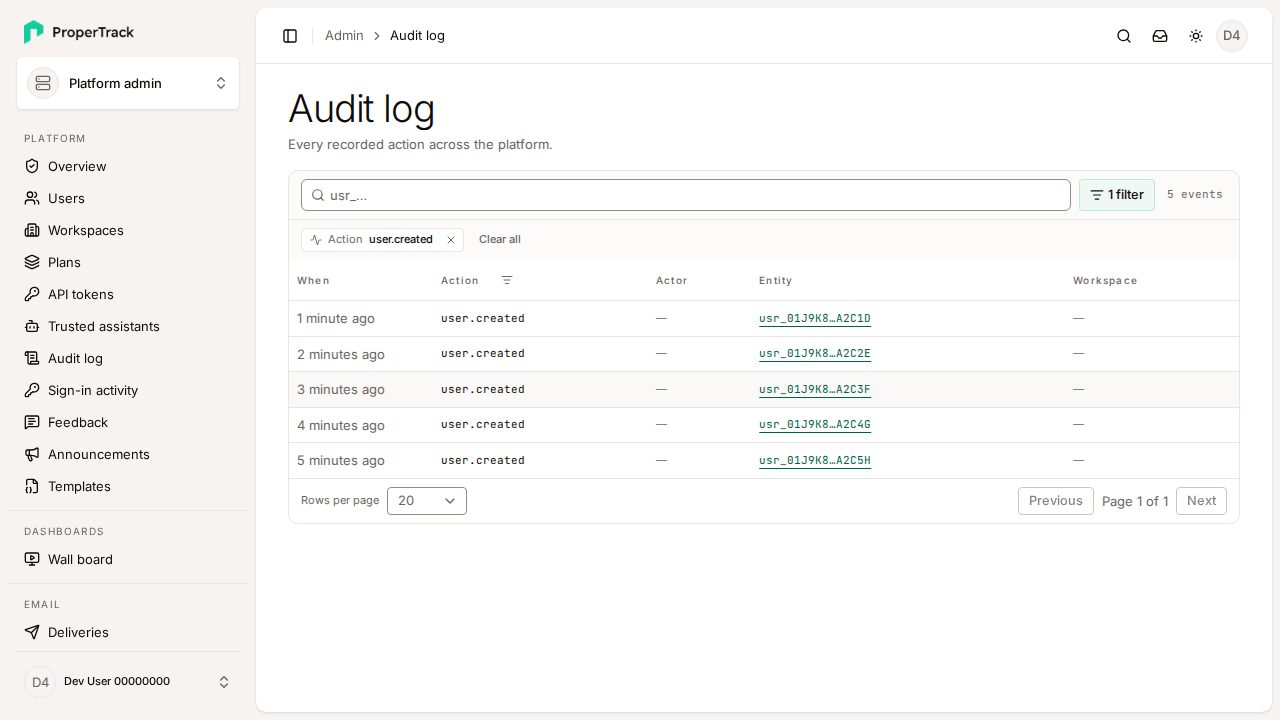 ProperTrack
Platform admin
PLATFORM
Overview
Users
Workspaces
Plans
API tokens
Trusted assistants
Audit log
Sign-in activity
Feedback
Announcements
Templates
DASHBOARDS
Wall board
EMAIL
Deliveries
D4 Dev User 00000000
Admin > Audit log
D4
Audit log
Every recorded action across the platform.
usr_... 1 filter 5 events
Action user.created Clear all
When Action Actor Entity Workspace
1 minute ago user.created — usr_01J9K8…A2C1D —
2 minutes ago user.created — usr_01J9K8…A2C2E —
3 minutes ago user.created — usr_01J9K8…A2C3F —
4 minutes ago user.created — usr_01J9K8…A2C4G —
5 minutes ago user.created — usr_01J9K8…A2C5H —
Rows per page 20 Previous Page 1 of 1 Next